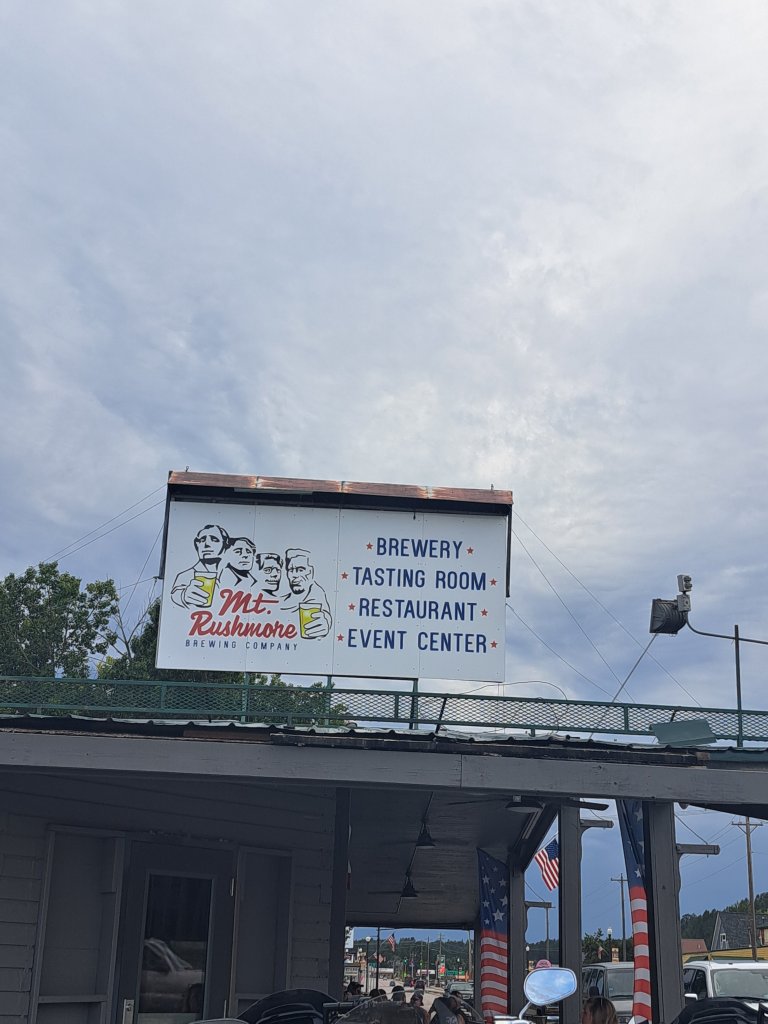 Mt.
Rushmore
BREWING COMPANY
BREWERY
TASTING ROOM
RESTAURANT
EVENT CENTER